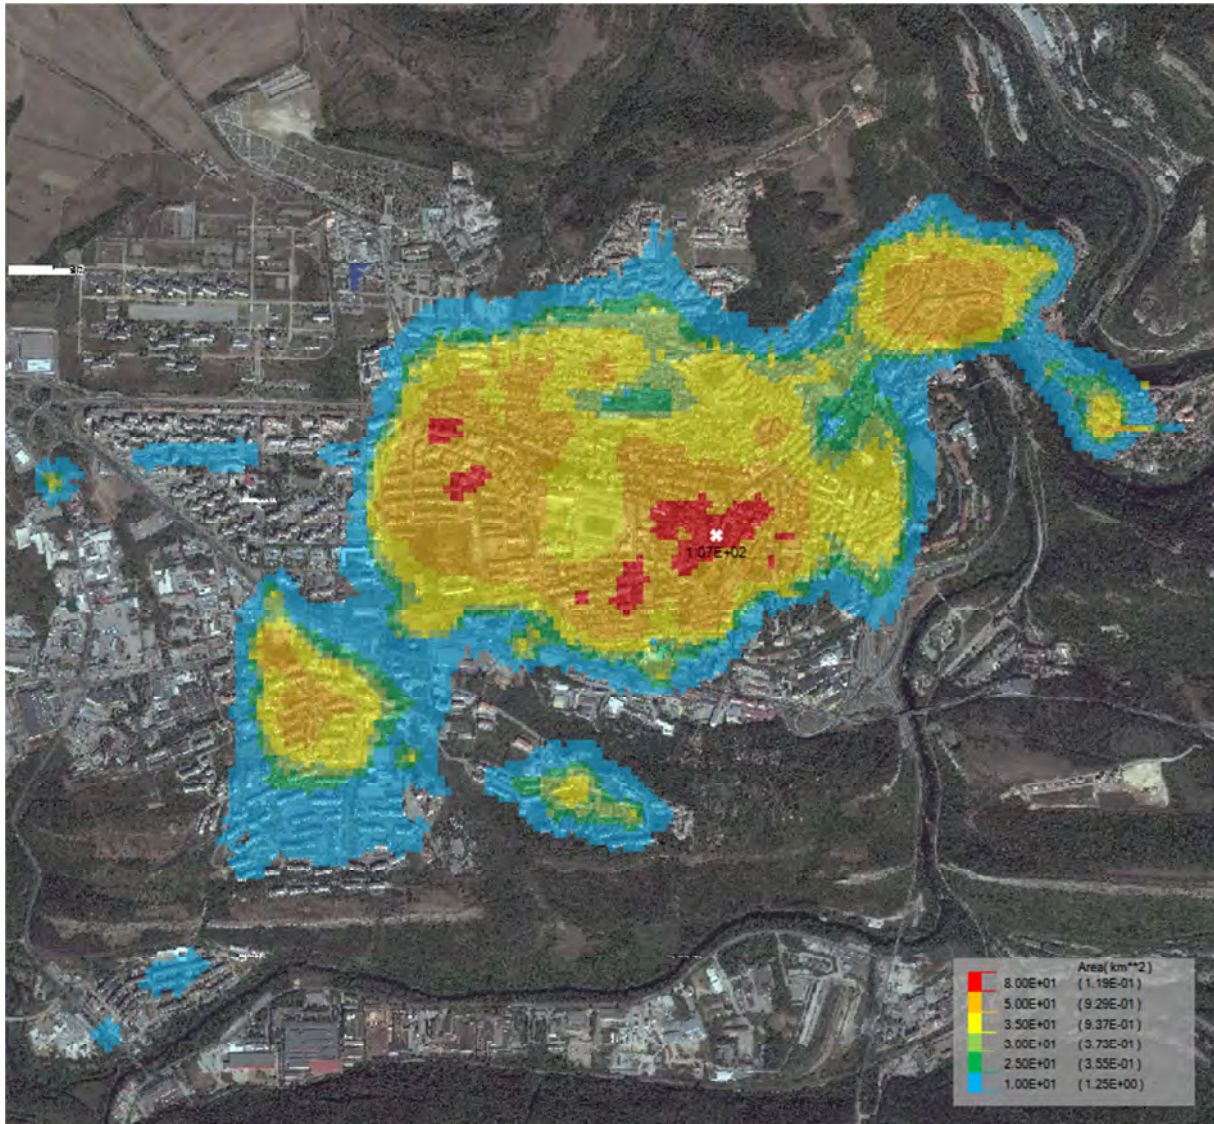 1.07E+02
Area( km**2)
8.00E+01 ( 1.19E-01)
5.00E+01 ( 9.29E-01)
3.50E+01 ( 9.37E-01)
3.00E+01 ( 3.73E-01)
2.50E+01 ( 3.55E-01)
1.00E+01 ( 1.25E+00)